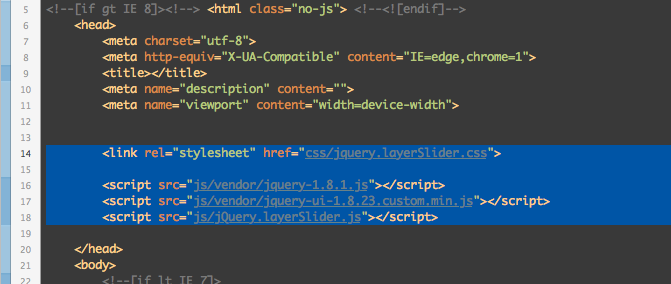 5 <!--[if gt IE 8]><!--> <html class="no-js"> <!--<![endif]-->
6 <head>
7 <meta charset="utf-8">
8 <meta http-equiv="X-UA-Compatible" content="IE=edge,chrome=1">
9 <title></title>
10 <meta name="description" content="">
11 <meta name="viewport" content="width=device-width">
12
13
14 <link rel="stylesheet" href="css/jquery.layerSlider.css">
15
16 <script src="js/vendor/jquery-1.8.1.js"></script>
17 <script src="js/vendor/jquery-ui-1.8.23.custom.min.js"></script>
18 <script src="js/jQuery.layerSlider.js"></script>
19
20 </head>
21 <body>
22 <!--[if lt IE 7]>